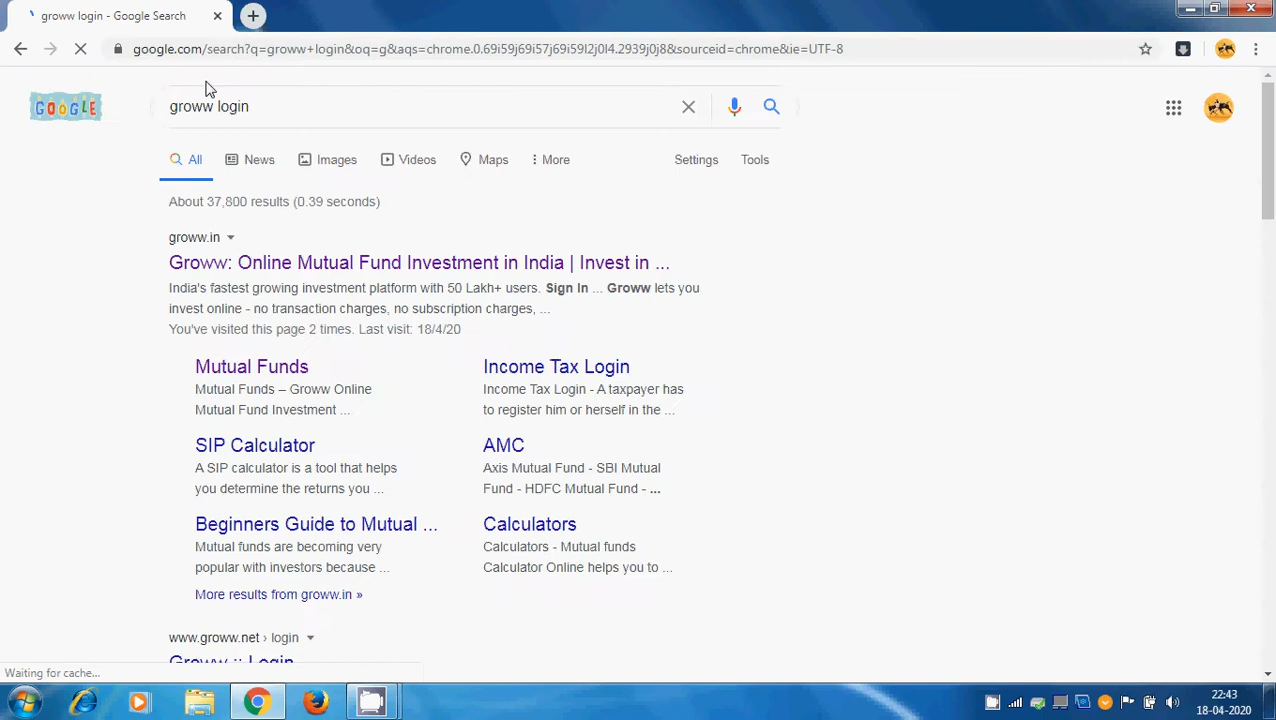 groww login - Google Search
google.com/search?q=groww+login&oq=g&aqs=chrome.0.69i59j69i57j69i59l2j0l4.2939j0j8&sourceid=chrome&ie=UTF-8
GOOGLE
groww login
All News Images Videos Maps More Settings Tools
About 37,800 results (0.39 seconds)
groww.in
Groww: Online Mutual Fund Investment in India | Invest in ...
India's fastest growing investment platform with 50 Lakh+ users. Sign In ... Groww lets you
invest online - no transaction charges, no subscription charges, ...
You've visited this page 2 times. Last visit: 18/4/20
Mutual Funds
Mutual Funds – Groww Online
Mutual Fund Investment ...
Income Tax Login
Income Tax Login - A taxpayer has
to register him or herself in the ...
SIP Calculator
A SIP calculator is a tool that helps
you determine the returns you ...
AMC
Axis Mutual Fund - SBI Mutual
Fund - HDFC Mutual Fund - ...
Beginners Guide to Mutual ...
Mutual funds are becoming very
popular with investors because ...
Calculators
Calculators - Mutual funds
Calculator Online helps you to ...
More results from groww.in »
www.groww.net › login
Groww :: Login
Waiting for cache...
22:43
18-04-2020